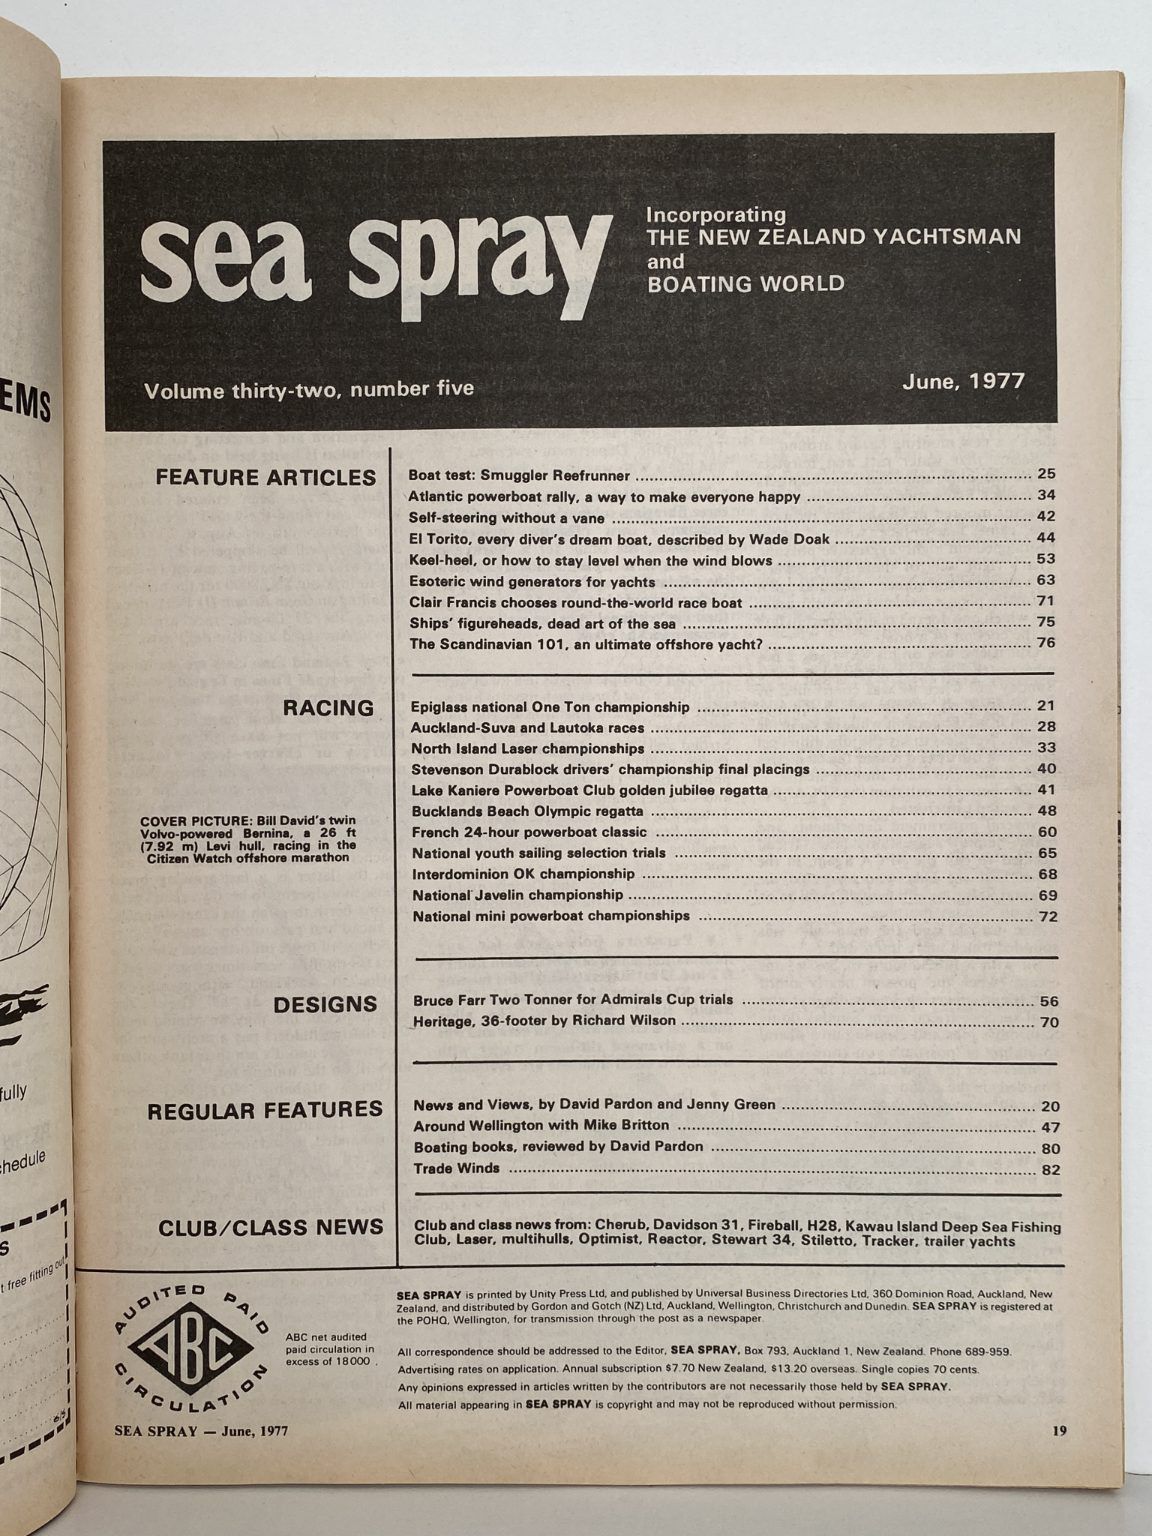 EMS
fully
chedule
s
t free fitting out
sea spray
Incorporating
THE NEW ZEALAND YACHTSMAN
and
BOATING WORLD
Volume thirty-two, number five
June, 1977
FEATURE ARTICLES
Boat test: Smuggler Reefrunner 25
Atlantic powerboat rally, a way to make everyone happy 34
Self-steering without a vane 42
El Torito, every diver's dream boat, described by Wade Doak 44
Keel-heel, or how to stay level when the wind blows 53
Esoteric wind generators for yachts 63
Clair Francis chooses round-the-world race boat 71
Ships' figureheads, dead art of the sea 75
The Scandinavian 101, an ultimate offshore yacht? 76
RACING
Epiglass national One Ton championship 21
Auckland-Suva and Lautoka races 28
North Island Laser championships 33
Stevenson Durablock drivers' championship final placings 40
Lake Kaniere Powerboat Club golden jubilee regatta 41
Bucklands Beach Olympic regatta 48
French 24-hour powerboat classic 60
National youth sailing selection trials 65
Interdominion OK championship 68
National Javelin championship 69
National mini powerboat championships 72
COVER PICTURE: Bill David's twin
Volvo-powered Bernina, a 26 ft
(7.92 m) Levi hull, racing in the
Citizen Watch offshore marathon
DESIGNS
Bruce Farr Two Tonner for Admirals Cup trials 56
Heritage, 36-footer by Richard Wilson 70
REGULAR FEATURES
News and Views, by David Pardon and Jenny Green 20
Around Wellington with Mike Britton 47
Boating books, reviewed by David Pardon 80
Trade Winds 82
CLUB/CLASS NEWS
Club and class news from: Cherub, Davidson 31, Fireball, H28, Kawau Island Deep Sea Fishing
Club, Laser, multihulls, Optimist, Reactor, Stewart 34, Stiletto, Tracker, trailer yachts
AUDITED PAID
ABC
CIRCULATION
ABC net audited
paid circulation in
excess of 18000.
SEA SPRAY is printed by Unity Press Ltd, and published by Universal Business Directories Ltd, 360 Dominion Road, Auckland, New
Zealand, and distributed by Gordon and Gotch (NZ) Ltd, Auckland, Wellington, Christchurch and Dunedin. SEA SPRAY is registered at
the POHQ, Wellington, for transmission through the post as a newspaper.
All correspondence should be addressed to the Editor, SEA SPRAY, Box 793, Auckland 1, New Zealand. Phone 689-959.
Advertising rates on application. Annual subscription $7.70 New Zealand, $13.20 overseas. Single copies 70 cents.
Any opinions expressed in articles written by the contributors are not necessarily those held by SEA SPRAY.
All material appearing in SEA SPRAY is copyright and may not be reproduced without permission.
SEA SPRAY — June, 1977
19